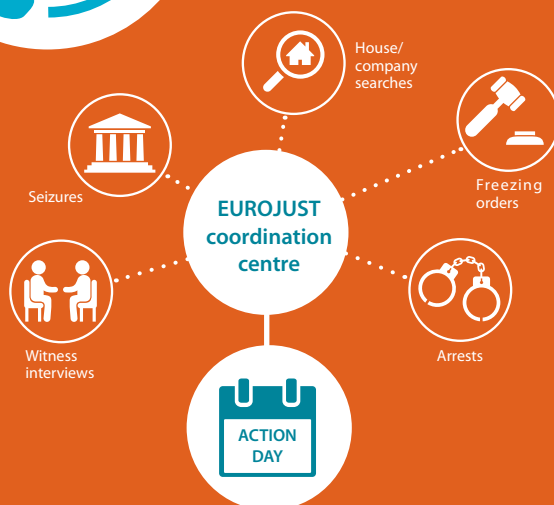 House/
company
searches
Seizures
Freezing
orders
EUROJUST
coordination
centre
Witness
interviews
Arrests
ACTION
DAY